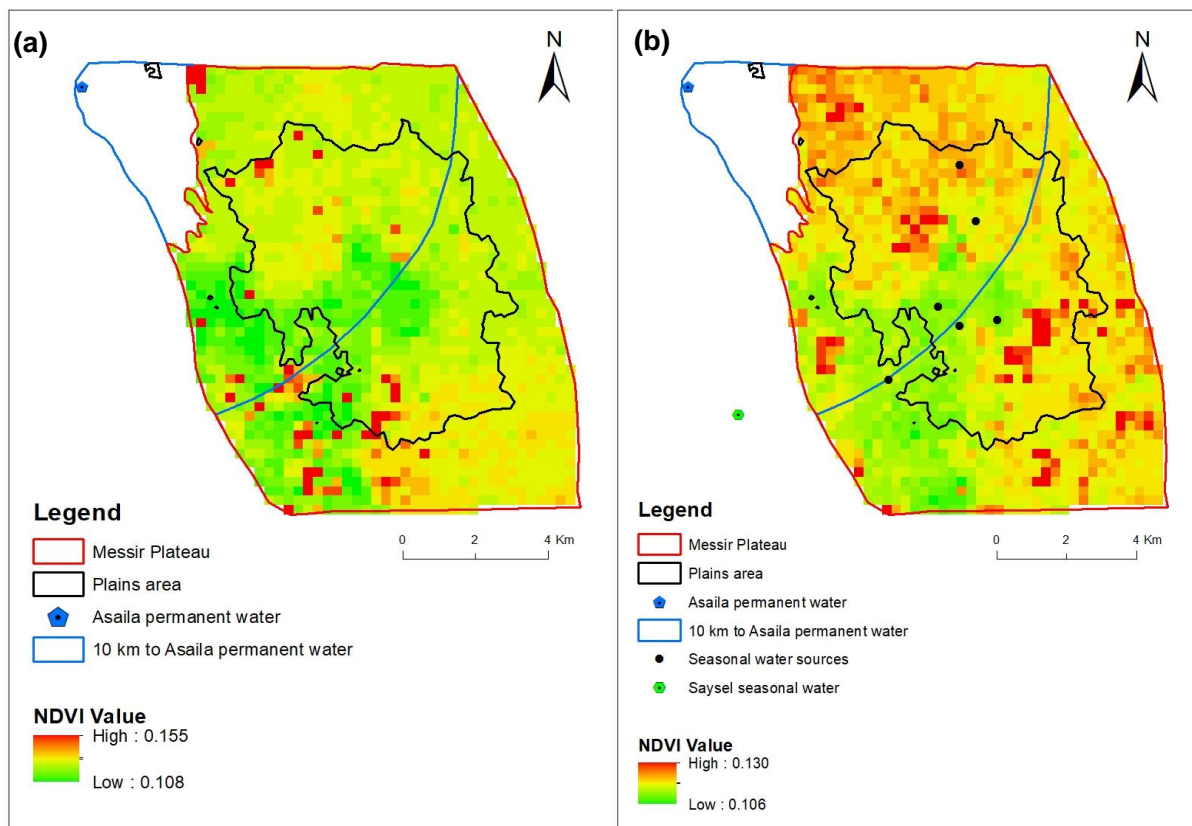 (a)
N
Legend
Messir Plateau
Plains area
Asaila permanent water
10 km to Asaila permanent water
0 2 4 Km
NDVI Value
High : 0.155
Low : 0.108
(b)
N
Legend
Messir Plateau
Plains area
Asaila permanent water
10 km to Asaila permanent water
Seasonal water sources
Saysel seasonal water
0 2 4 Km
NDVI Value
High : 0.130
Low : 0.106